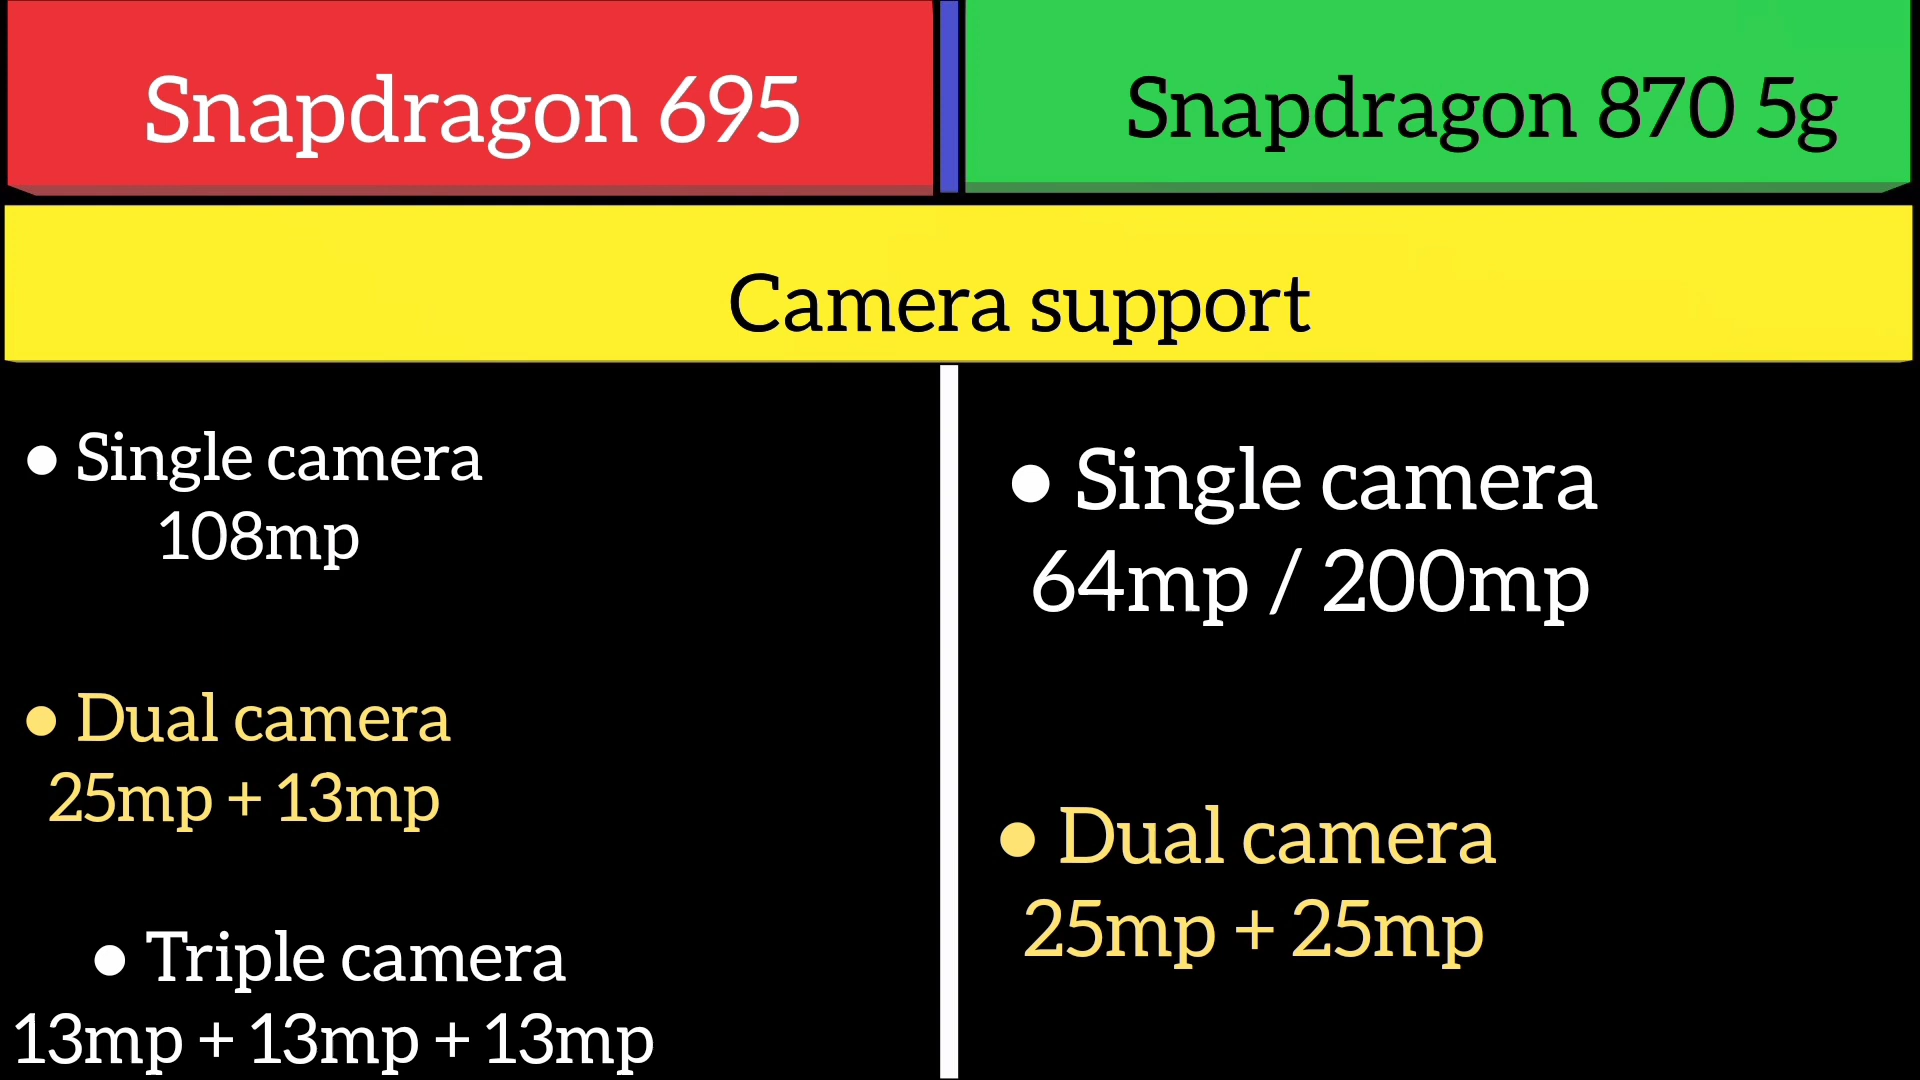 Snapdragon 695
Snapdragon 870 5g
Camera support
● Single camera
108mp
● Dual camera
25mp + 13mp
● Triple camera
13mp + 13mp + 13mp
● Single camera
64mp / 200mp
● Dual camera
25mp + 25mp